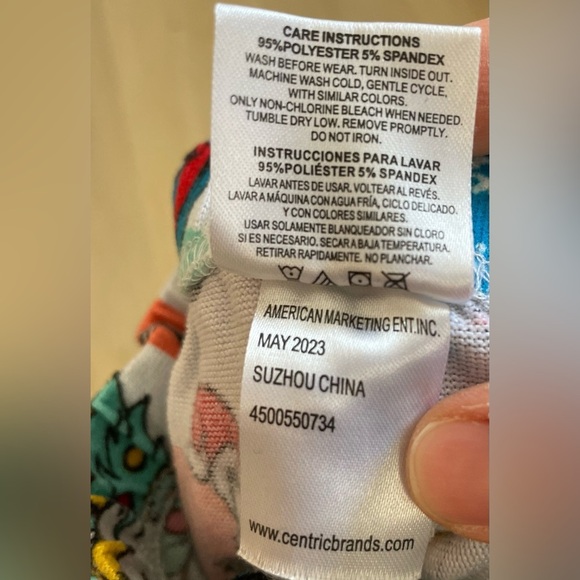 CARE INSTRUCTIONS
95%POLYESTER 5% SPANDEX
WASH BEFORE WEAR. TURN INSIDE OUT.
MACHINE WASH COLD, GENTLE CYCLE,
WITH SIMILAR COLORS.
ONLY NON-CHLORINE BLEACH WHEN NEEDED.
TUMBLE DRY LOW. REMOVE PROMPTLY.
DO NOT IRON.
INSTRUCCIONES PARA LAVAR
95%POLIÉSTER 5% SPANDEX
LAVAR ANTES DE USAR. VOLTEAR AL REVÉS.
LAVAR A MÁQUINA CON AGUA FRÍA, CICLO DELICADO.
Y CON COLORES SIMILARES.
USAR SOLAMENTE BLANQUEADOR SIN CLORO
SI ES NECESARIO. SECAR A BAJA TEMPERATURA.
RETIRAR RAPIDAMENTE. NO PLANCHAR.
AMERICAN MARKETING ENT.INC.
MAY 2023
SUZHOU CHINA
4500550734
www.centricbrands.com